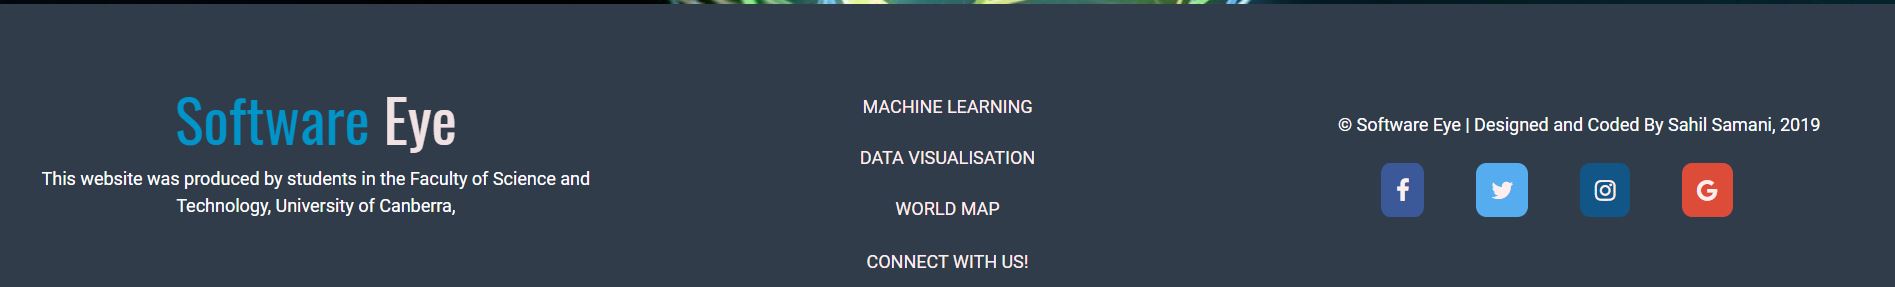 Software Eye
This website was produced by students in the Faculty of Science and
Technology, University of Canberra,
MACHINE LEARNING
DATA VISUALISATION
WORLD MAP
CONNECT WITH US!
© Software Eye | Designed and Coded By Sahil Samani, 2019